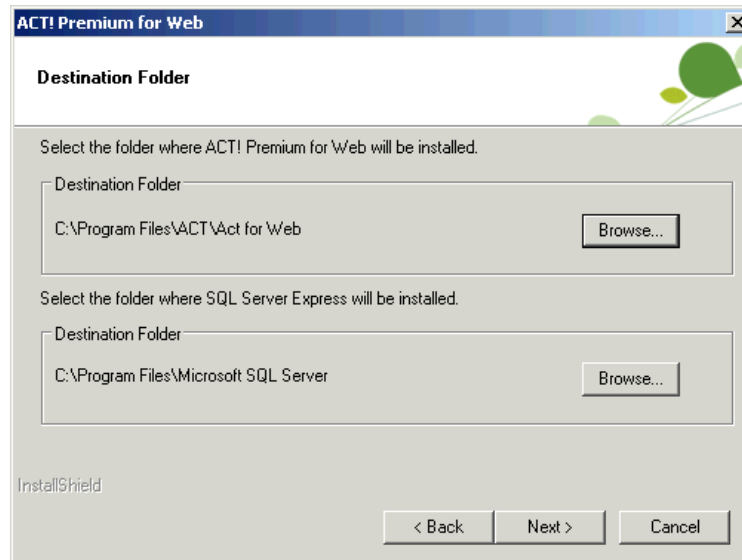 ACT! Premium for Web
Destination Folder
Select the folder where ACT! Premium for Web will be installed.
Destination Folder
C:\Program Files\ACT\Act for Web
Browse...
Select the folder where SQL Server Express will be installed.
Destination Folder
C:\Program Files\Microsoft SQL Server
Browse...
InstallShield
< Back Next > Cancel